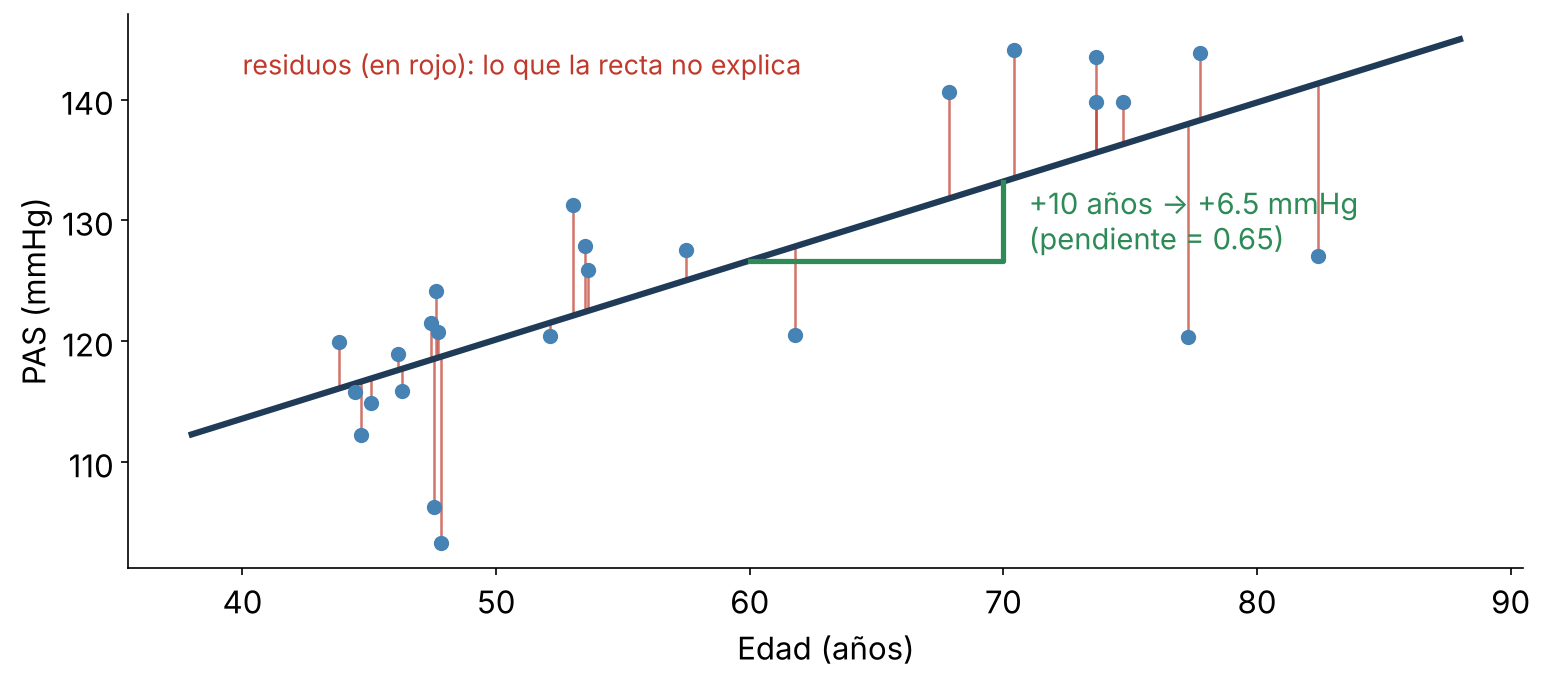 residuos (en rojo): lo que la recta no explica
140
130
120
110
PAS (mmHg)
+10 años → +6.5 mmHg
(pendiente = 0.65)
40
50
60
70
80
90
Edad (años)